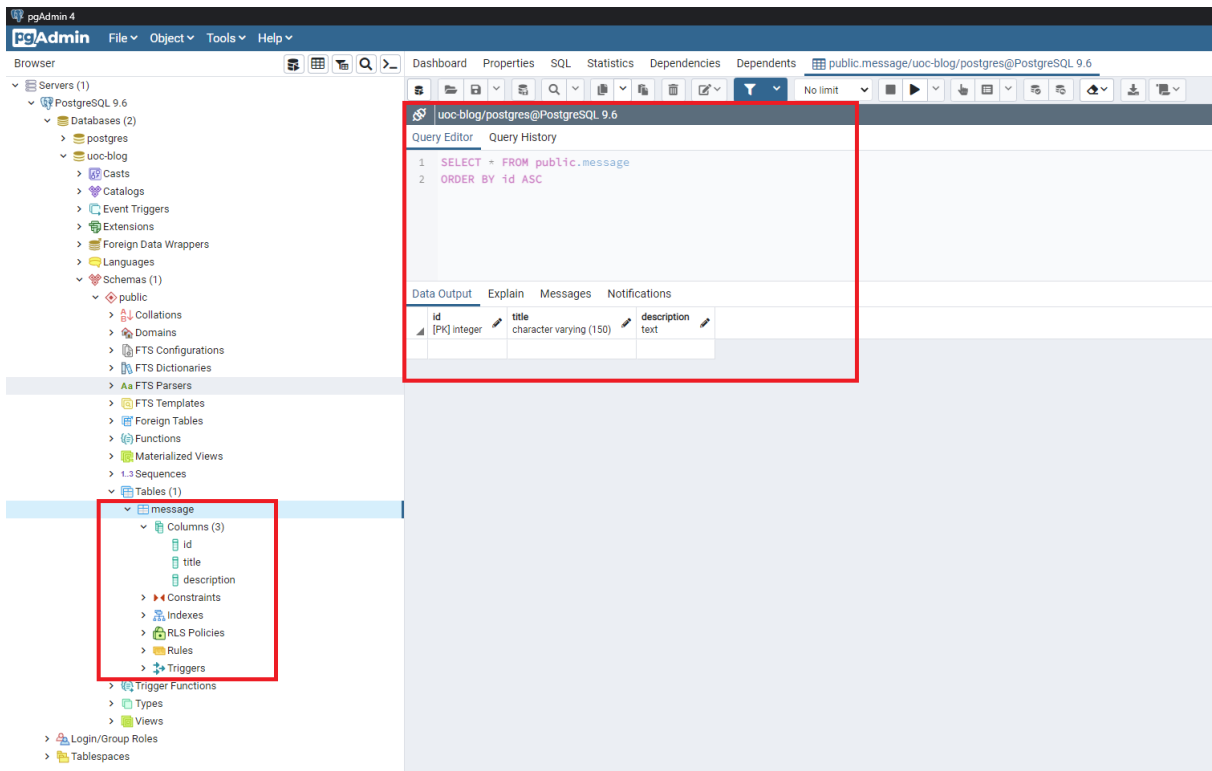 pgAdmin 4
pgAdmin File Object Tools Help
Browser
Dashboard Properties SQL Statistics Dependencies Dependents public.message/uoc-blog/postgres@PostgreSQL 9.6
No limit
Servers (1)
PostgreSQL 9.6
Databases (2)
postgres
uoc-blog
Casts
Catalogs
Event Triggers
Extensions
Foreign Data Wrappers
Languages
Schemas (1)
public
Collations
Domains
FTS Configurations
FTS Dictionaries
Aa FTS Parsers
FTS Templates
Foreign Tables
Functions
Materialized Views
1..3 Sequences
Tables (1)
message
Columns (3)
id
title
description
Constraints
Indexes
RLS Policies
Rules
Triggers
Trigger Functions
Types
Views
Login/Group Roles
Tablespaces
uoc-blog/postgres@PostgreSQL 9.6
Query Editor Query History
1 SELECT * FROM public.message
2 ORDER BY id ASC
Data Output Explain Messages Notifications
id title description
[PK] integer character varying (150) text